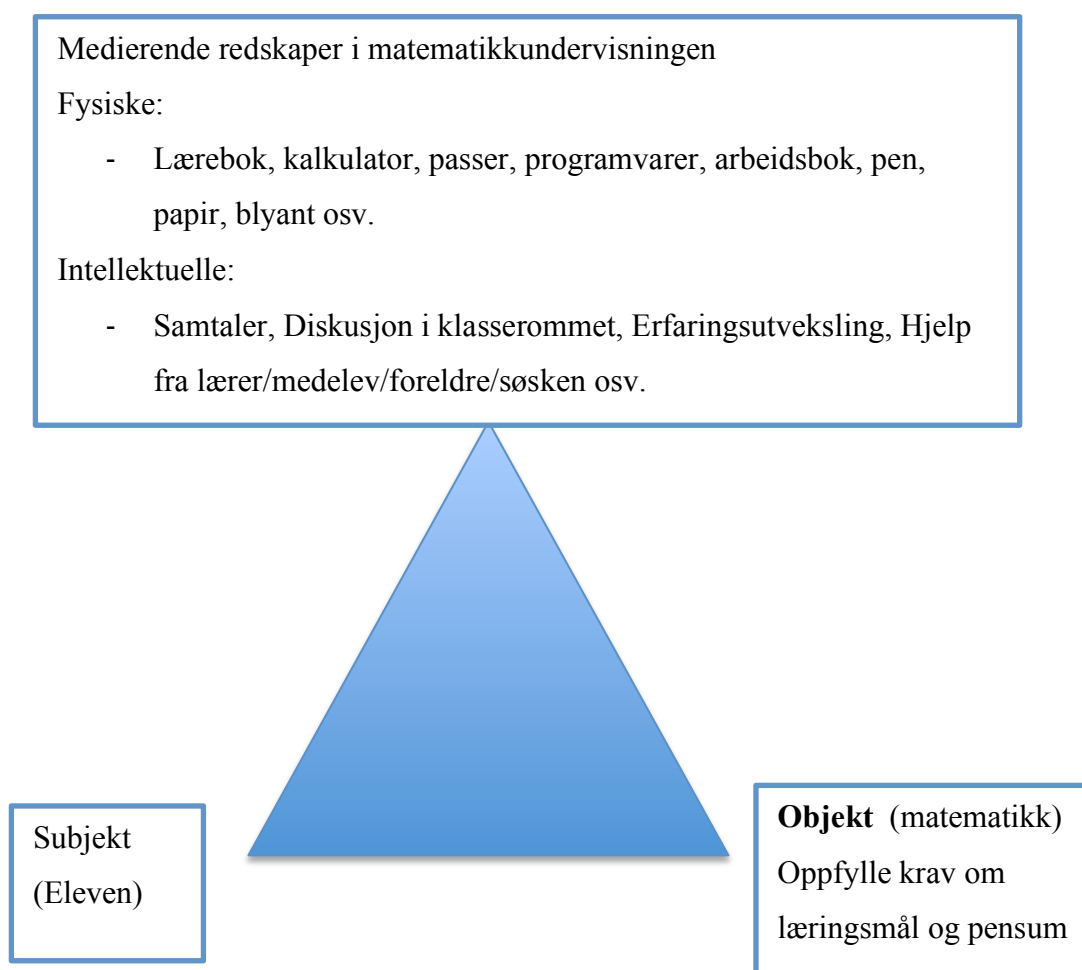 Medierende redskaper i matematikkundervisningen
Fysiske:
- Lærebok, kalkulator, passer, programvarer, arbeidsbok, pen,
papir, blyant osv.
Intellektuelle:
- Samtaler, Diskusjon i klasserommet, Erfaringsutveksling, Hjelp
fra lærer/medelev/foreldre/søsken osv.
Subjekt
(Eleven)
Objekt (matematikk)
Oppfylle krav om
læringsmål og pensum